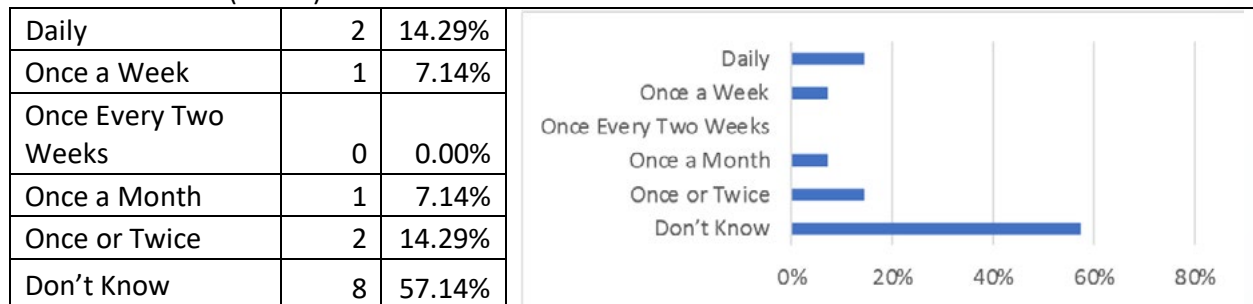 Daily 2 14.29%
Once a Week 1 7.14%
Once Every Two
Weeks 0 0.00%
Once a Month 1 7.14%
Once or Twice 2 14.29%
Don’t Know 8 57.14%
Daily
Once a Week
Once Every Two Weeks
Once a Month
Once or Twice
Don’t Know
0% 20% 40% 60% 80%